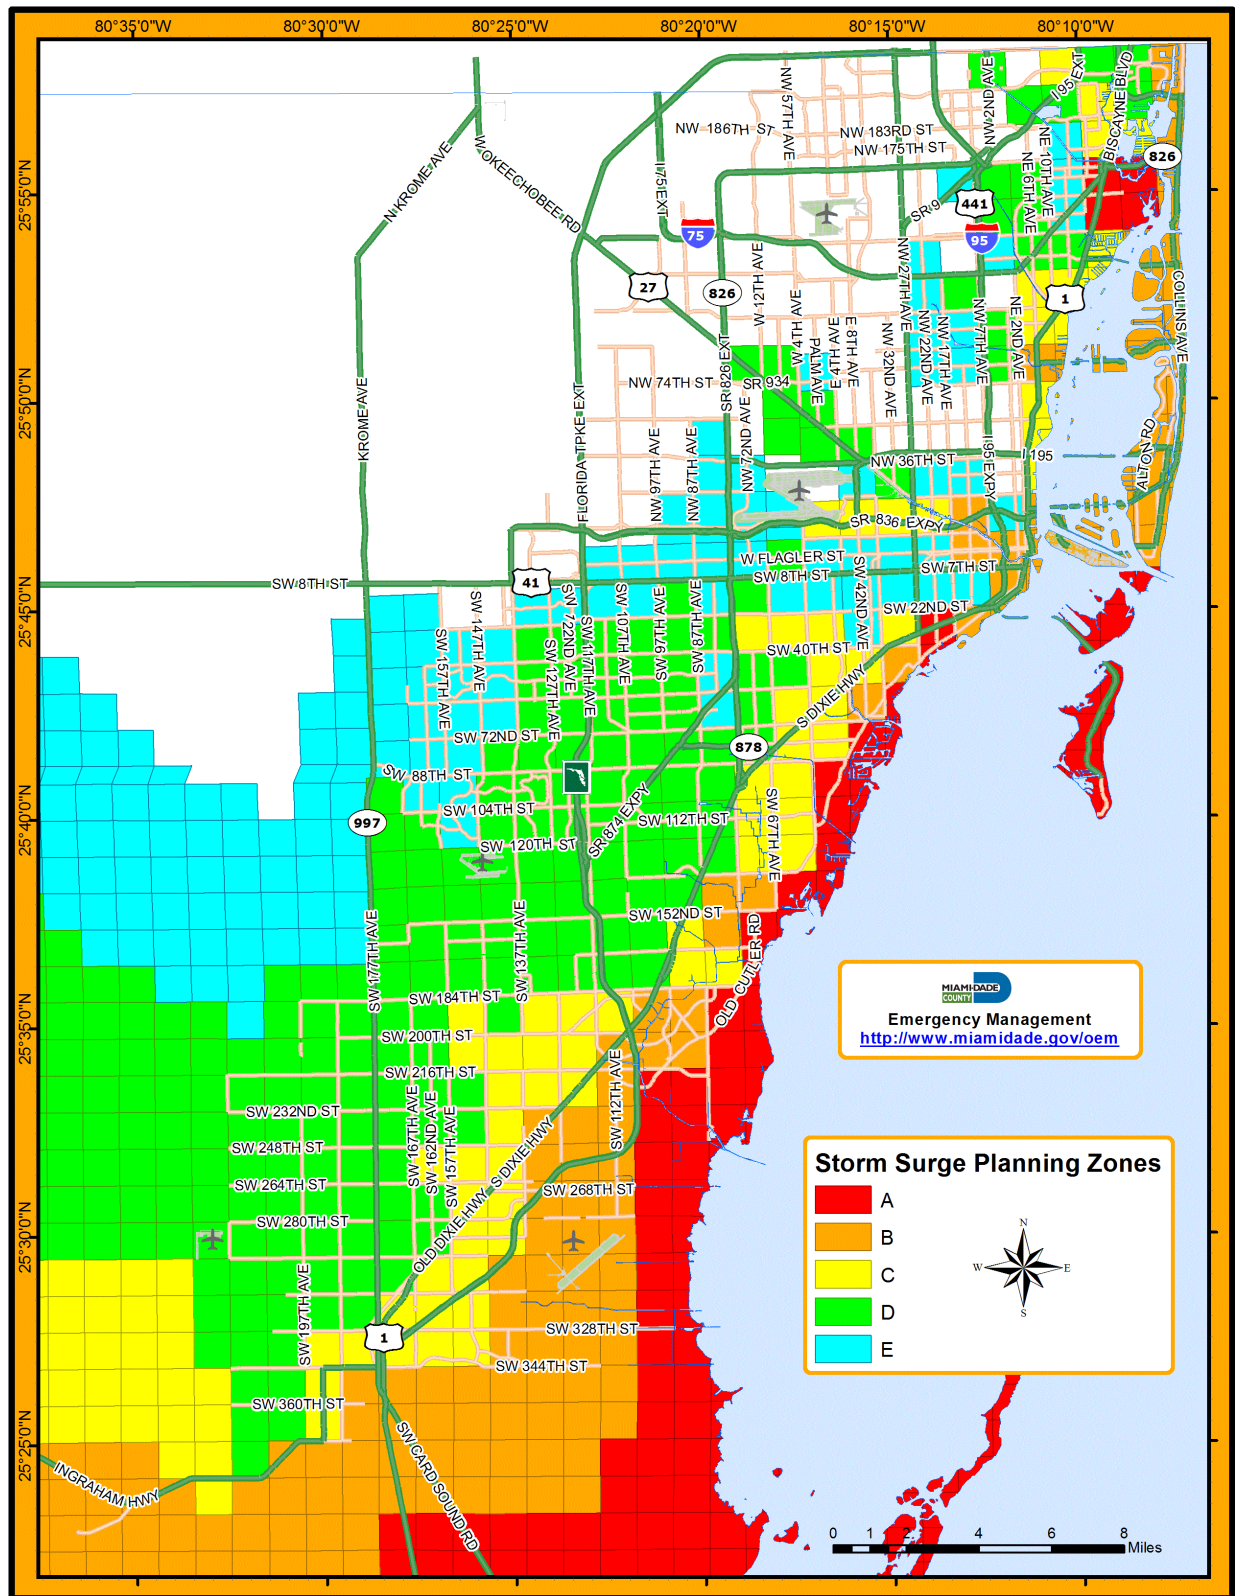 80°35'0"W
80°30'0"W
80°25'0"W
80°20'0"W
80°15'0"W
80°10'0"W
25°55'0"N
25°50'0"N
25°45'0"N
25°40'0"N
25°35'0"N
25°30'0"N
25°25'0"N
N KROME AVE
W OKEECHOBEE RD
I 75 EXT
NW 57TH AVE
NW 186TH ST
NW 183RD ST
NW 175TH ST
NW 2ND AVE
I 95 EXT
BISCAYNE BLVD
NE 10TH AVE
NE 6TH AVE
826
441
SR 9
75
95
27
826
1
W 12TH AVE
W 4TH AVE
PALM AVE
E 4TH AVE
E 8TH AVE
NW 32ND AVE
NW 27TH AVE
NW 22ND AVE
NW 17TH AVE
NW 7TH AVE
NE 2ND AVE
COLLINS AVE
KROME AVE
FLORIDA TPKE EXT
NW 74TH ST
SR 934
SR 826 EXT
NW 72ND AVE
NW 97TH AVE
NW 87TH AVE
NW 36TH ST
I 195
I 95 EXPY
ALTON RD
SR 836 EXPY
W FLAGLER ST
SW 8TH ST
SW 7TH ST
SW 8TH ST
41
SW 22ND ST
SW 42ND AVE
SW 40TH ST
SW 157TH AVE
SW 147TH AVE
SW 127TH AVE
SW 722ND AVE
SW 117TH AVE
SW 107TH AVE
SW 97TH AVE
SW 87TH AVE
S DIXIE HWY
SW 72ND ST
878
SW 88TH ST
SW 104TH ST
SW 112TH ST
SW 67TH AVE
SR 874 EXPY
997
SW 120TH ST
SW 152ND ST
OLD CUTLER RD
SW 177TH AVE
SW 137TH AVE
SW 184TH ST
SW 200TH ST
SW 216TH ST
SW 232ND ST
SW 248TH ST
SW 264TH ST
SW 280TH ST
SW 167TH AVE
SW 162ND AVE
SW 157TH AVE
SW 112TH AVE
S DIXIE HWY
OLD DIXIE HWY
SW 268TH ST
SW 197TH AVE
1
SW 328TH ST
SW 344TH ST
SW 360TH ST
INGRAHAM HWY
SW CARD SOUND RD
MIAMI-DADE
COUNTY
Emergency Management
http://www.miamidade.gov/oem
Storm Surge Planning Zones
A
B
C
D
E
N
W
E
S
0 1 2 4 6 8
Miles